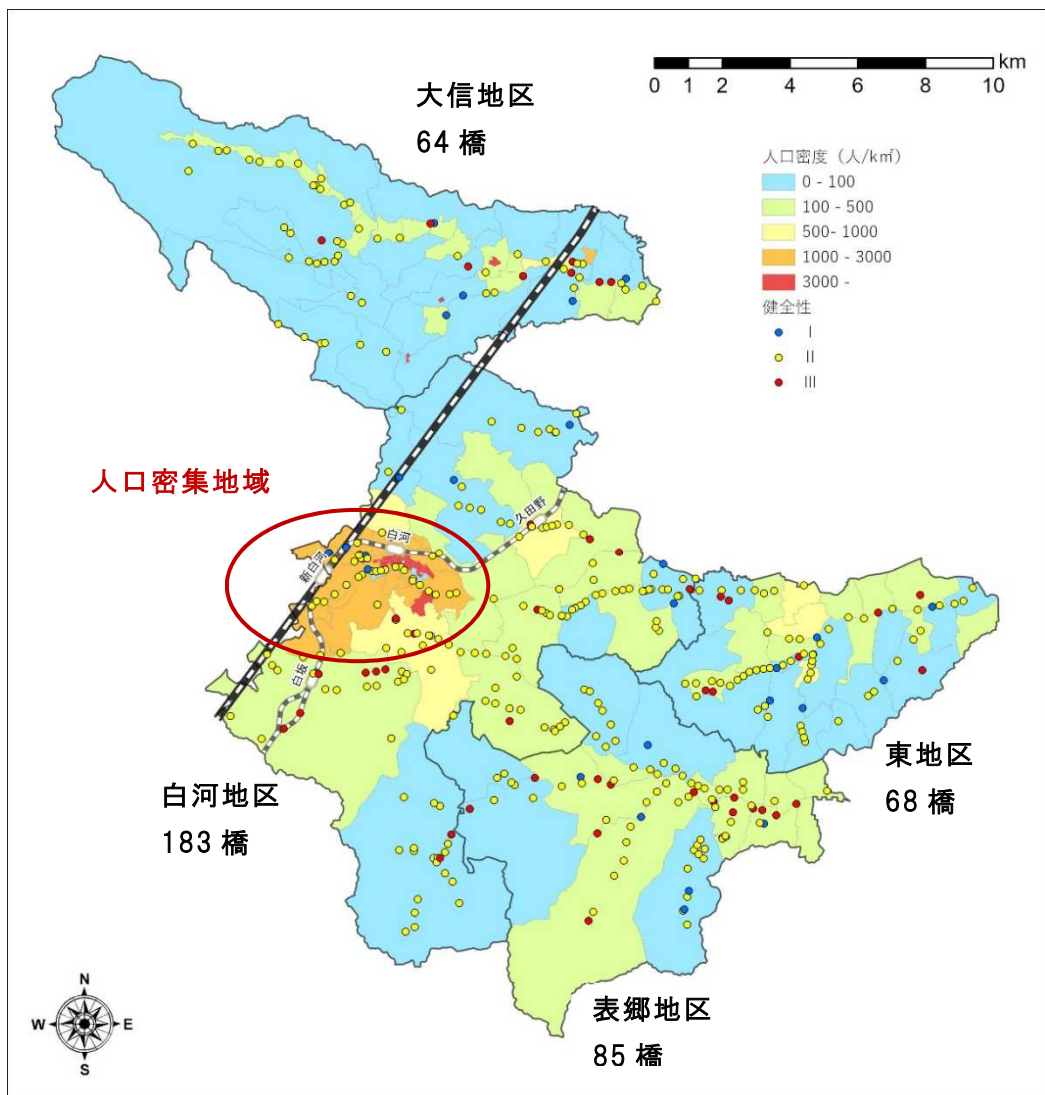 大信地区
64 橋
km
0 1 2 4 6 8 10
人口密度 (人/k㎡)
0 - 100
100 - 500
500- 1000
1000 - 3000
3000 -
健全性
Ⅰ
Ⅱ
Ⅲ
人口密集地域
久田野
白河
新白河
白坂
白河地区
183 橋
東地区
68 橋
表郷地区
85 橋
N
W E
S